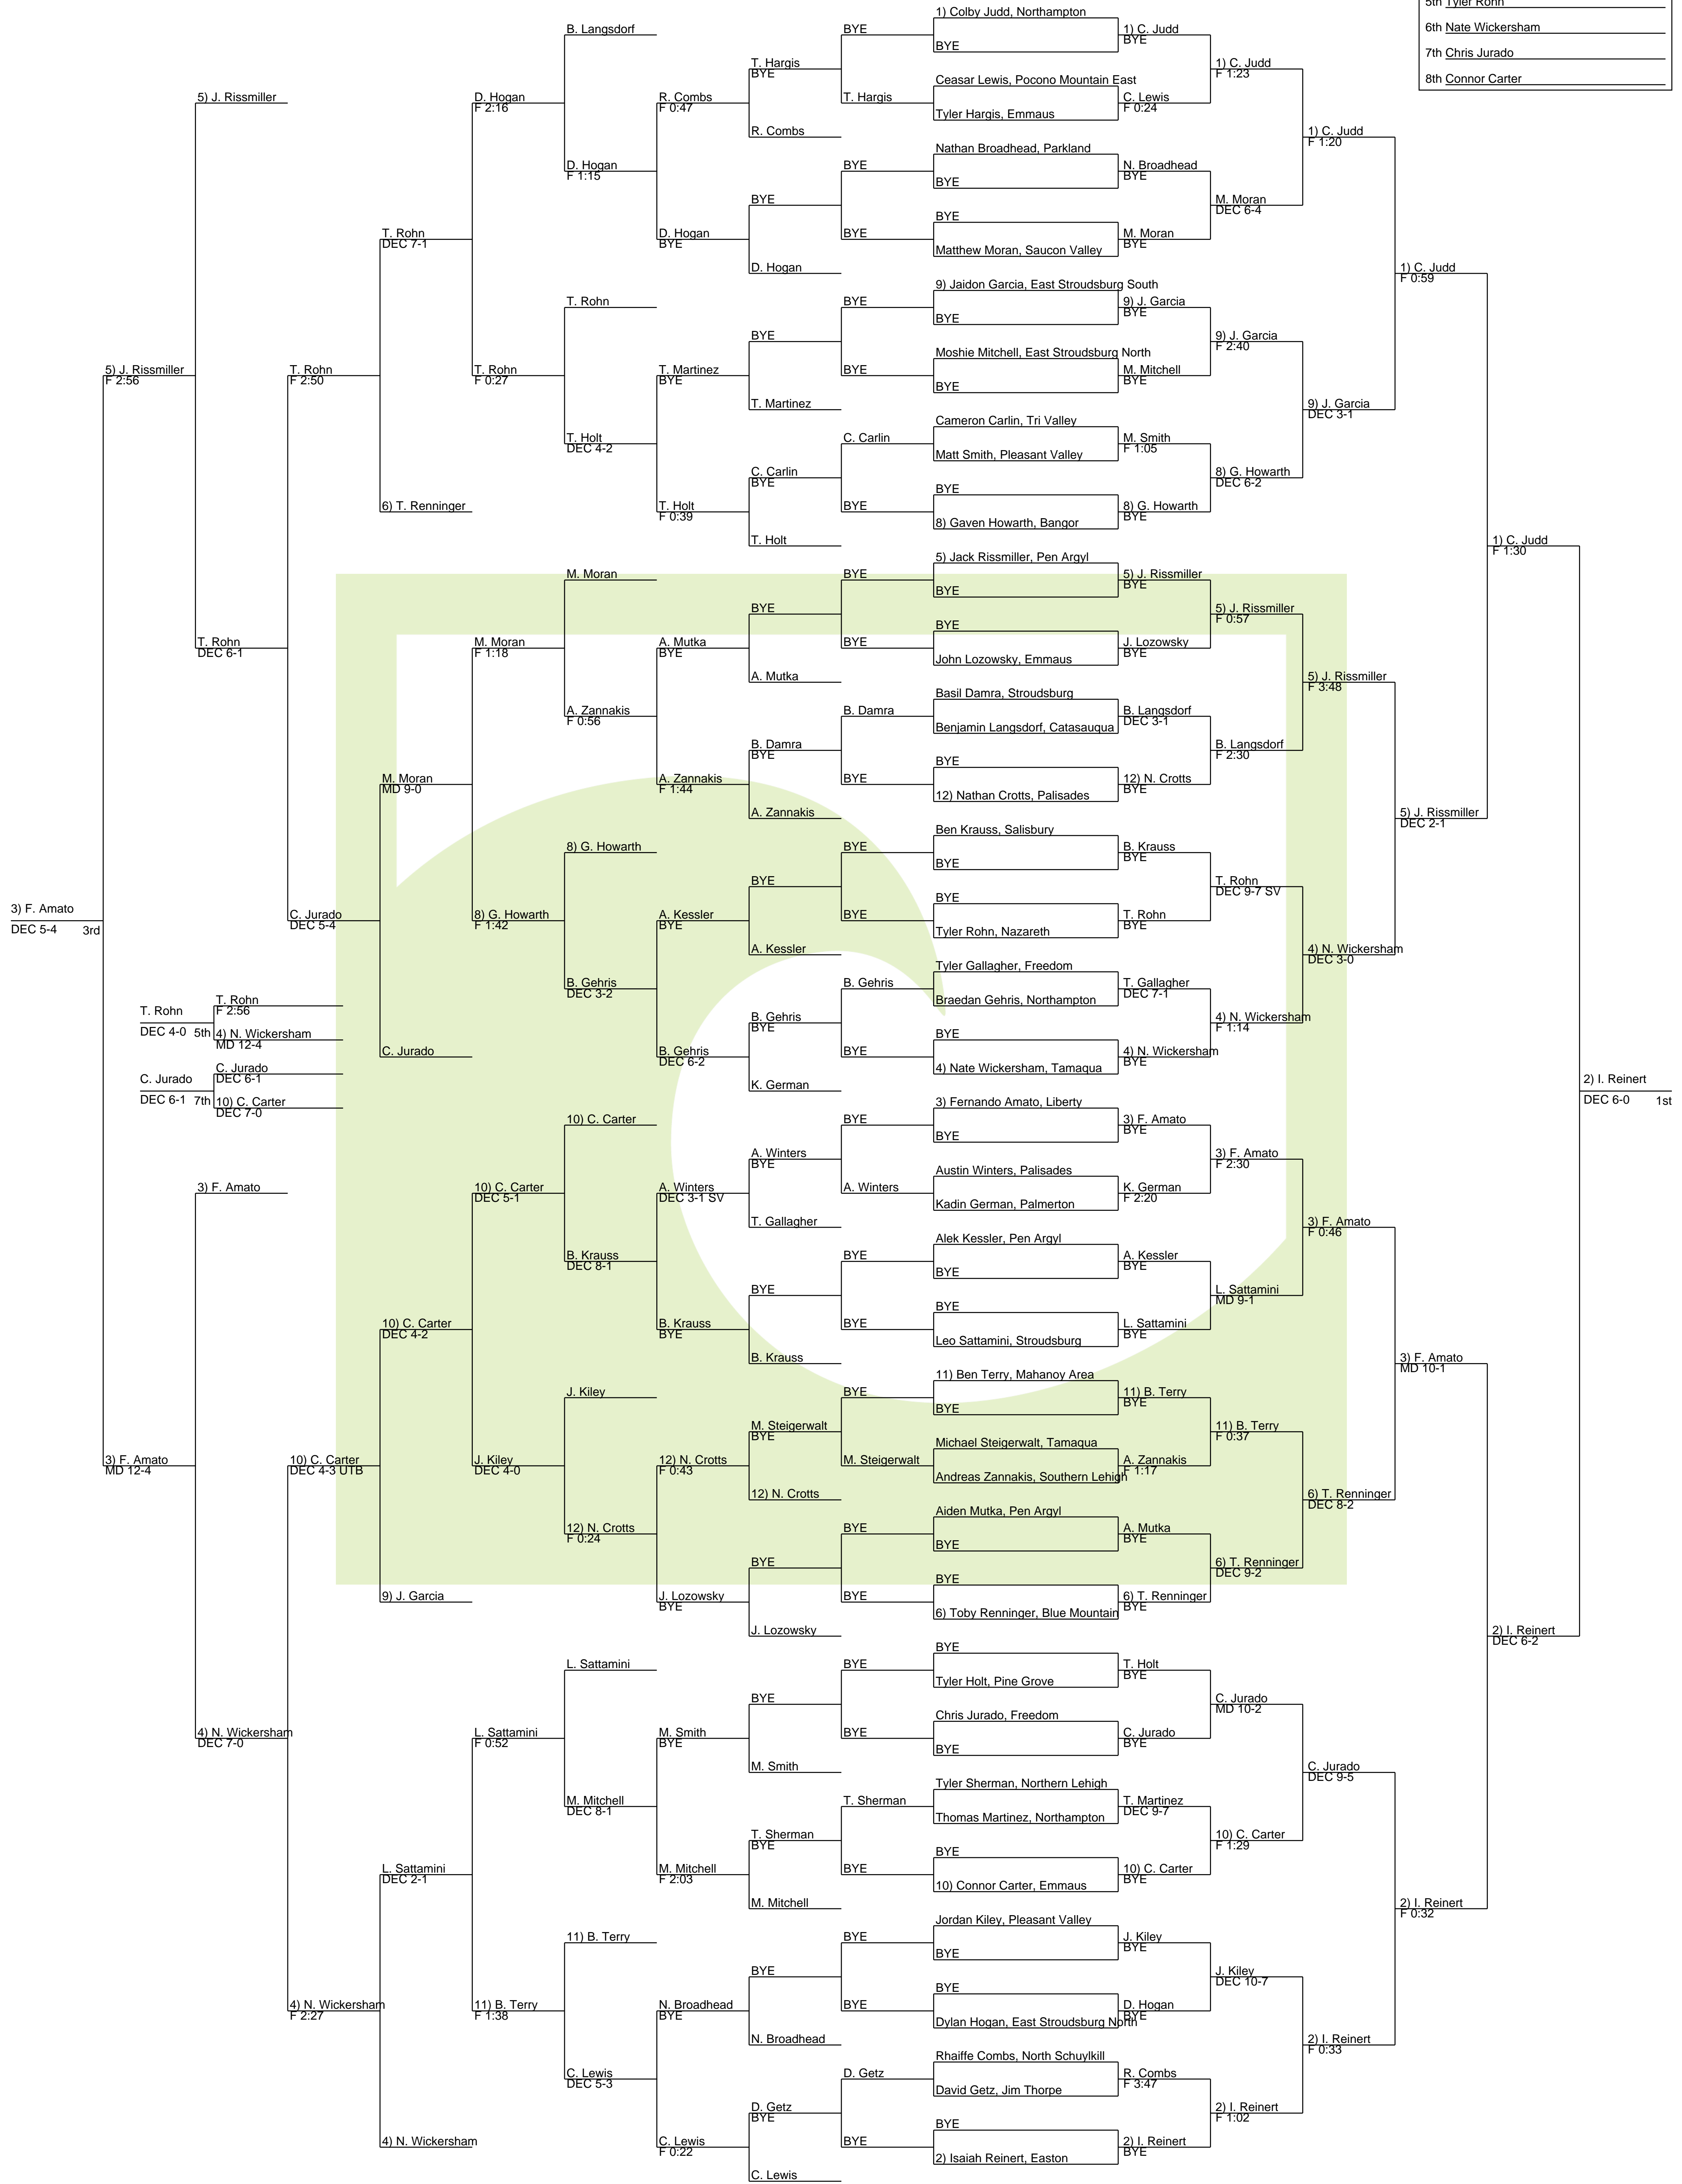 5th Tyler Rohn
6th Nate Wickersham
7th Chris Jurado
8th Connor Carter
1) Colby Judd, Northampton
BYE
Ceasar Lewis, Pocono Mountain East
Tyler Hargis, Emmaus
Nathan Broadhead, Parkland
BYE
BYE
Matthew Moran, Saucon Valley
9) Jaidon Garcia, East Stroudsburg South
BYE
Moshie Mitchell, East Stroudsburg North
BYE
Cameron Carlin, Tri Valley
Matt Smith, Pleasant Valley
BYE
8) Gaven Howarth, Bangor
5) Jack Rissmiller, Pen Argyl
BYE
BYE
John Lozowsky, Emmaus
Basil Damra, Stroudsburg
Benjamin Langsdorf, Catasauqua
BYE
12) Nathan Crotts, Palisades
Ben Krauss, Salisbury
BYE
BYE
Tyler Rohn, Nazareth
Tyler Gallagher, Freedom
Braedan Gehris, Northampton
BYE
4) Nate Wickersham, Tamaqua
3) Fernando Amato, Liberty
BYE
Austin Winters, Palisades
Kadin German, Palmerton
Alek Kessler, Pen Argyl
BYE
BYE
Leo Sattamini, Stroudsburg
11) Ben Terry, Mahanoy Area
BYE
Michael Steigerwalt, Tamaqua
Andreas Zannakis, Southern Lehigh
Aiden Mutka, Pen Argyl
BYE
BYE
6) Toby Renninger, Blue Mountain
BYE
Tyler Holt, Pine Grove
Chris Jurado, Freedom
BYE
Tyler Sherman, Northern Lehigh
Thomas Martinez, Northampton
BYE
10) Connor Carter, Emmaus
Jordan Kiley, Pleasant Valley
BYE
BYE
Dylan Hogan, East Stroudsburg North
Rhaiffe Combs, North Schuylkill
David Getz, Jim Thorpe
BYE
2) Isaiah Reinert, Easton
1) C. Judd
BYE
C. Lewis
F 0:24
N. Broadhead
BYE
M. Moran
BYE
9) J. Garcia
BYE
M. Mitchell
BYE
M. Smith
F 1:05
8) G. Howarth
BYE
5) J. Rissmiller
BYE
J. Lozowsky
BYE
B. Langsdorf
DEC 3-1
12) N. Crotts
BYE
B. Krauss
BYE
T. Rohn
BYE
T. Gallagher
DEC 7-1
4) N. Wickersham
BYE
3) F. Amato
BYE
K. German
F 2:20
A. Kessler
BYE
L. Sattamini
BYE
11) B. Terry
BYE
A. Zannakis
F 1:17
A. Mutka
BYE
6) T. Renninger
BYE
T. Holt
BYE
C. Jurado
BYE
T. Martinez
DEC 9-7
10) C. Carter
BYE
J. Kiley
BYE
D. Hogan
BYE
R. Combs
F 3:47
2) I. Reinert
BYE
1) C. Judd
F 1:23
M. Moran
DEC 6-4
9) J. Garcia
F 2:40
8) G. Howarth
DEC 6-2
5) J. Rissmiller
F 0:57
B. Langsdorf
F 2:30
T. Rohn
DEC 9-7 SV
4) N. Wickersham
F 1:14
3) F. Amato
F 2:30
L. Sattamini
MD 9-1
11) B. Terry
F 0:37
6) T. Renninger
DEC 9-2
C. Jurado
MD 10-2
10) C. Carter
F 1:29
J. Kiley
DEC 10-7
2) I. Reinert
F 1:02
1) C. Judd
F 1:20
9) J. Garcia
DEC 3-1
5) J. Rissmiller
F 3:48
4) N. Wickersham
DEC 3-0
3) F. Amato
F 0:46
6) T. Renninger
DEC 8-2
C. Jurado
DEC 9-5
2) I. Reinert
F 0:33
1) C. Judd
F 0:59
5) J. Rissmiller
DEC 2-1
3) F. Amato
MD 10-1
2) I. Reinert
F 0:32
1) C. Judd
F 1:30
2) I. Reinert
DEC 6-2
2) I. Reinert
DEC 6-0 1st
BYE
T. Hargis
BYE
BYE
BYE
BYE
C. Carlin
BYE
BYE
BYE
B. Damra
BYE
BYE
BYE
B. Gehris
BYE
BYE
A. Winters
BYE
BYE
BYE
M. Steigerwalt
BYE
BYE
BYE
BYE
T. Sherman
BYE
BYE
BYE
D. Getz
BYE
T. Hargis
BYE
R. Combs
BYE
D. Hogan
BYE
T. Martinez
C. Carlin
BYE
T. Holt
BYE
A. Mutka
B. Damra
BYE
A. Zannakis
BYE
A. Kessler
B. Gehris
BYE
K. German
A. Winters
BYE
T. Gallagher
BYE
B. Krauss
M. Steigerwalt
BYE
12) N. Crotts
BYE
J. Lozowsky
BYE
M. Smith
T. Sherman
BYE
M. Mitchell
BYE
N. Broadhead
D. Getz
BYE
C. Lewis
R. Combs
F 0:47
D. Hogan
BYE
T. Martinez
BYE
T. Holt
F 0:39
A. Mutka
BYE
A. Zannakis
F 1:44
A. Kessler
BYE
B. Gehris
DEC 6-2
A. Winters
DEC 3-1 SV
B. Krauss
BYE
12) N. Crotts
F 0:43
J. Lozowsky
BYE
M. Smith
BYE
M. Mitchell
F 2:03
N. Broadhead
BYE
C. Lewis
F 0:22
B. Langsdorf
D. Hogan
F 1:15
T. Rohn
T. Holt
DEC 4-2
M. Moran
A. Zannakis
F 0:56
8) G. Howarth
B. Gehris
DEC 3-2
10) C. Carter
B. Krauss
DEC 8-1
J. Kiley
12) N. Crotts
F 0:24
L. Sattamini
M. Mitchell
DEC 8-1
11) B. Terry
C. Lewis
DEC 5-3
D. Hogan
F 2:16
T. Rohn
F 0:27
M. Moran
F 1:18
8) G. Howarth
F 1:42
10) C. Carter
DEC 5-1
J. Kiley
DEC 4-0
L. Sattamini
F 0:52
11) B. Terry
F 1:38
T. Rohn
DEC 7-1
6) T. Renninger
M. Moran
MD 9-0
C. Jurado
10) C. Carter
DEC 4-2
9) J. Garcia
L. Sattamini
DEC 2-1
4) N. Wickersham
T. Rohn
F 2:50
C. Jurado
DEC 5-4
10) C. Carter
DEC 4-3 UTB
4) N. Wickersham
F 2:27
5) J. Rissmiller
T. Rohn
DEC 6-1
3) F. Amato
4) N. Wickersham
DEC 7-0
5) J. Rissmiller
F 2:56
3) F. Amato
MD 12-4
3) F. Amato
DEC 5-4 3rd
T. Rohn
F 2:56
4) N. Wickersham
MD 12-4
T. Rohn
DEC 4-0 5th
C. Jurado
DEC 6-1
10) C. Carter
DEC 7-0
C. Jurado
DEC 6-1 7th